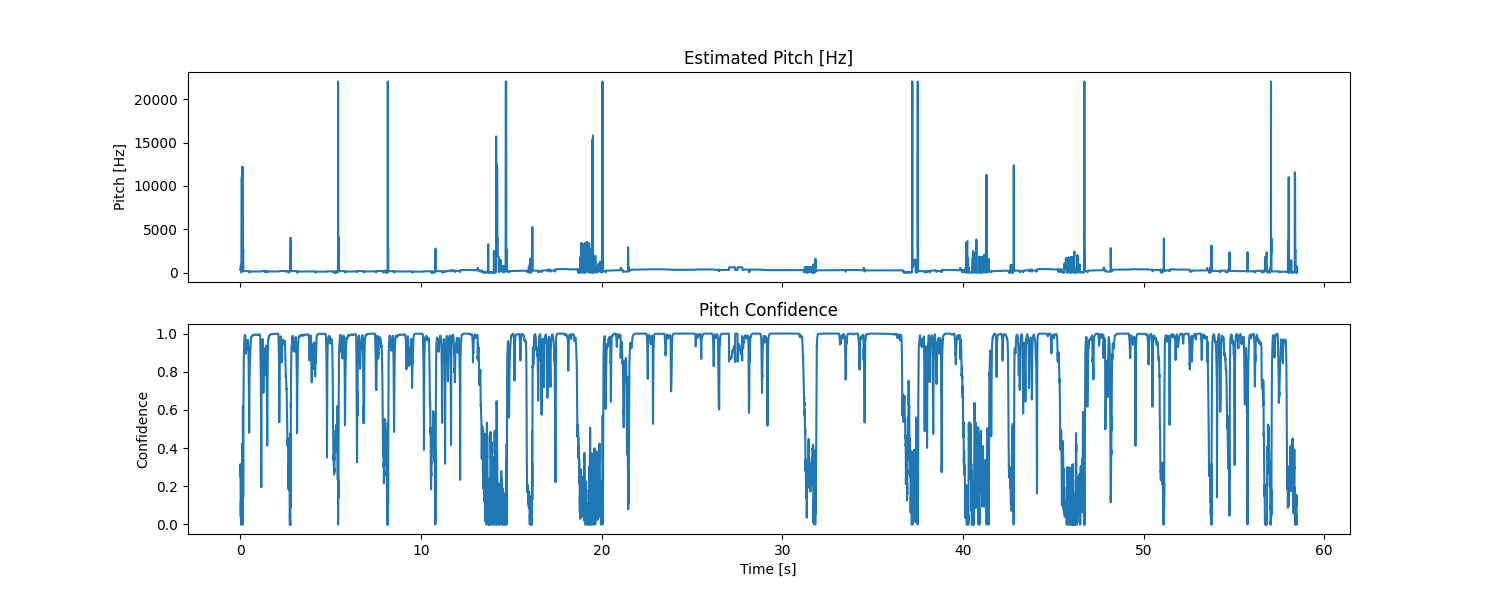 Estimated Pitch [Hz]
20000
15000
10000
5000
0
Pitch [Hz]
Pitch Confidence
1.0
0.8
0.6
0.4
0.2
0.0
Confidence
0 10 20 30 40 50 60
Time [s]